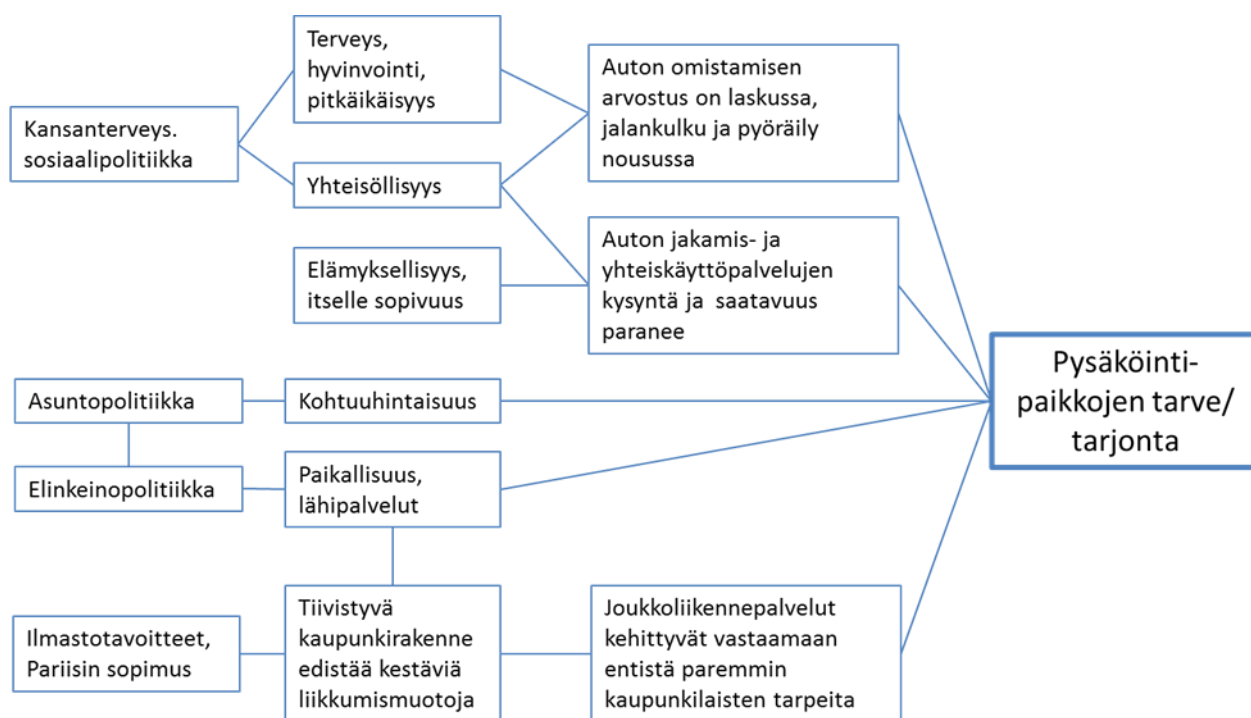 Terveys,
hyvinvointi,
pitkäikäisyys
Auton omistamisen
arvostus on laskussa,
jalankulku ja pyöräily
nousussa
Kansanterveys.
sosiaalipolitiikka
Yhteisöllisyys
Elämyksellisyys,
itselle sopivuus
Auton jakamis- ja
yhteiskäyttöpalvelujen
kysyntä ja saatavuus
paranee
Pysäköinti-
paikkojen tarve/
tarjonta
Asuntopolitiikka
Kohtuuhintaisuus
Elinkeinopolitiikka
Paikallisuus,
lähipalvelut
Ilmastotavoitteet,
Pariisin sopimus
Tiivistyvä
kaupunkirakenne
edistää kestäviä
liikkumismuotoja
Joukkoliikennepalvelut
kehittyvät vastaamaan
entistä paremmin
kaupunkilaisten tarpeita